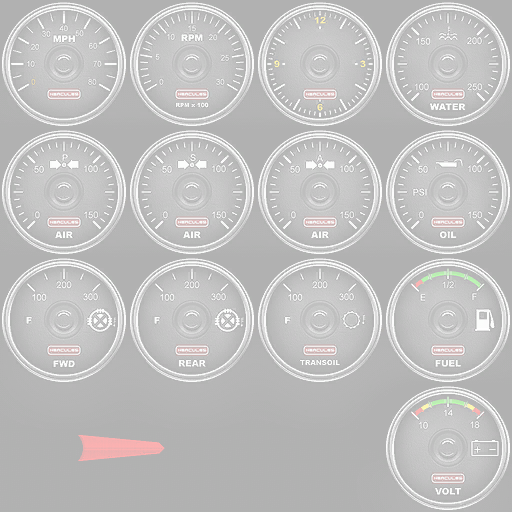 30 40 50
MPH
20 60
10 70
0 80
HERCULES
15
10 RPM 20
5 25
0 30
HERCULES
RPM x 100
12
9 3
HERCULES
6
150 200
100 250
HERCULES
WATER
P
50 100
0 150
HERCULES
AIR
S
50 100
0 150
HERCULES
AIR
A
50 100
0 150
HERCULES
AIR
50 100
PSI
0 150
HERCULES
OIL
200
100 300
F
HERCULES
FWD
200
100 300
F
HERCULES
REAR
200
100 300
F
HERCULES
TRANSOIL
1/2
E F
HERCULES
FUEL
14
10 18
HERCULES
VOLT